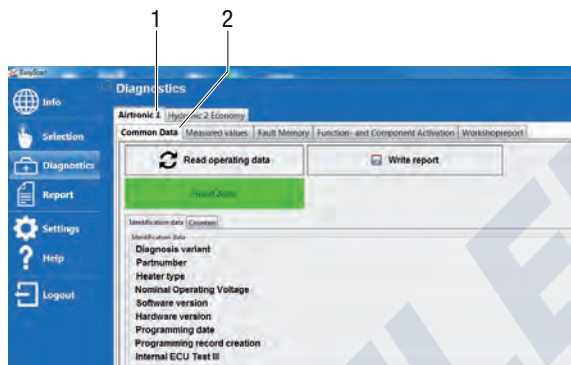 1 2
EasyScan
Diagnostics
Info
Airtronic 1 Hydronic 2 Economy
Common Data Measured values Fault Memory Function- and Component Activation Workshopreport
Selection
Read operating data Write report
Diagnostics
Report
Identification data Counters
Settings
Identification data
Diagnosis variant
Help
Partnumber
Heater type
Nominal Operating Voltage
Logout
Software version
Hardware version
Programming date
Programming record creation
Internal ECU Test III